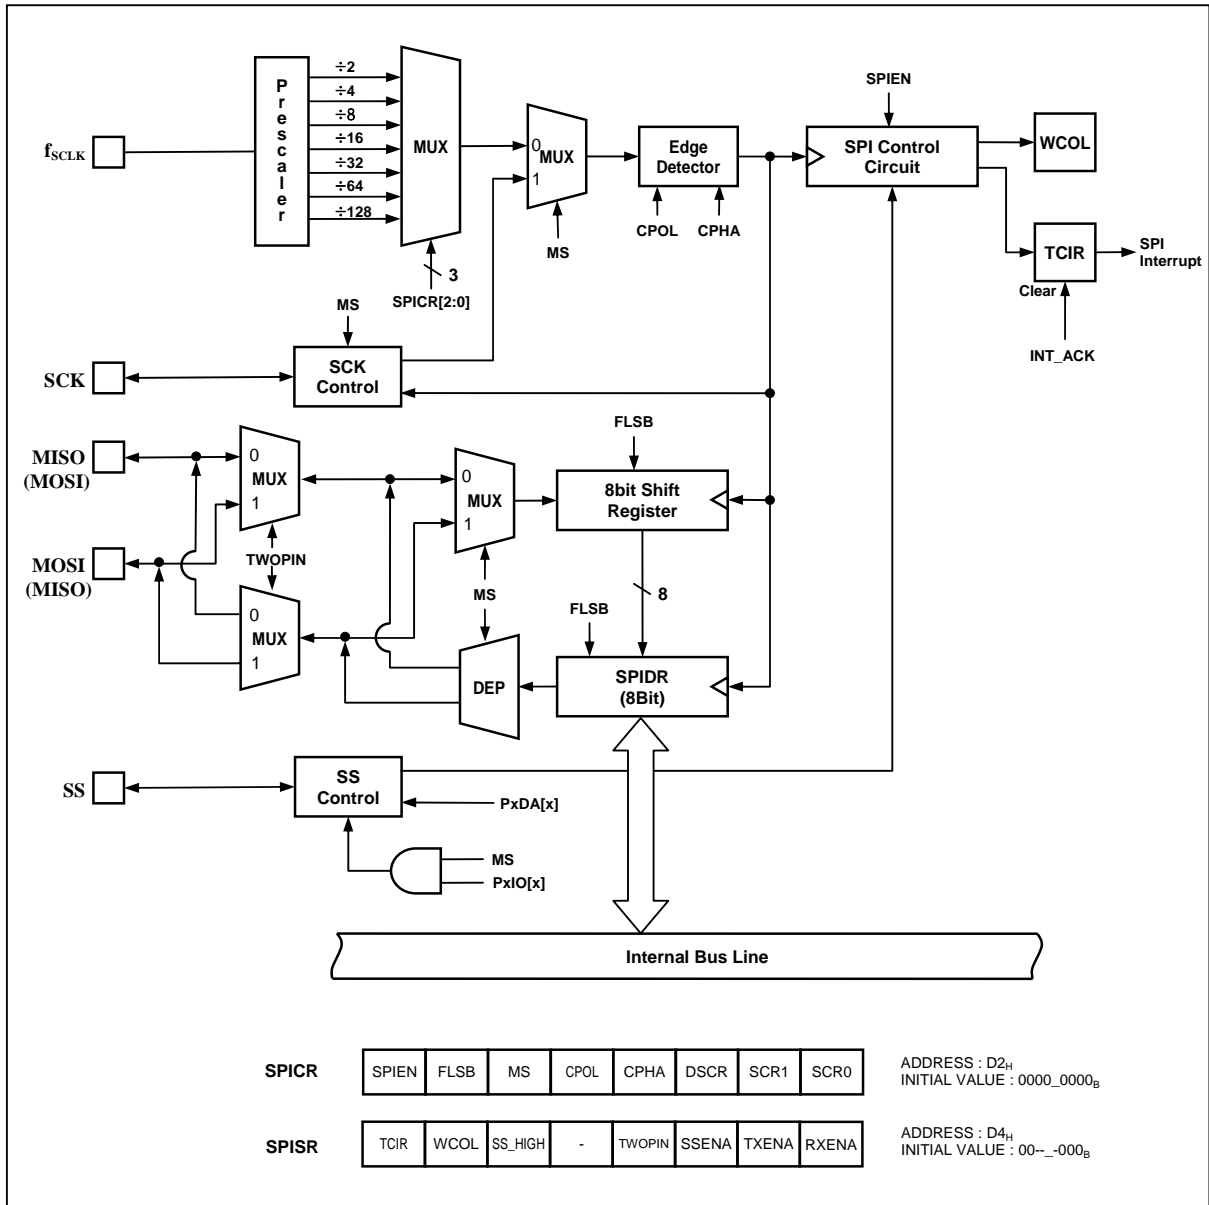 ÷2
÷4
÷8
÷16
÷32
÷64
÷128
Prescaler
fSCLK
MUX
3
SPICR[2:0]
0
MUX
1
MS
Edge
Detector
CPOL
CPHA
SPIEN
SPI Control
Circuit
WCOL
TCIR
Clear
SPI
Interrupt
INT_ACK
MS
SCK
SCK
Control
MISO
(MOSI)
MOSI
(MISO)
0
MUX
1
TWOPIN
0
MUX
1
0
MUX
1
MS
DEP
FLSB
8bit Shift
Register
8
FLSB
SPIDR
(8Bit)
SS
SS
Control
PxDA[x]
MS
PxIO[x]
Internal Bus Line
SPICR SPIEN FLSB MS CPOL CPHA DSCR SCR1 SCR0
ADDRESS : D2H
INITIAL VALUE : 0000_0000B
SPISR TCIR WCOL SS_HIGH - TWOPIN SSENA TXENA RXENA
ADDRESS : D4H
INITIAL VALUE : 00--_-000B